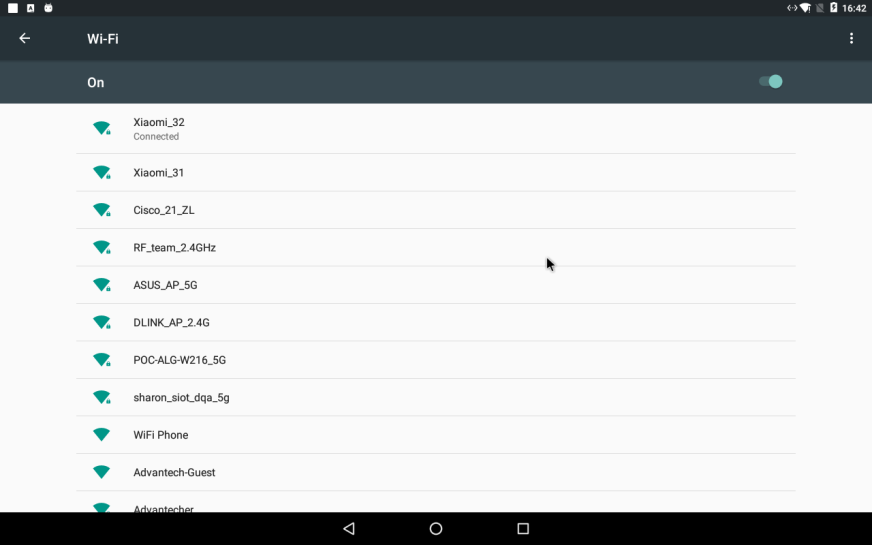 16:42
Wi-Fi
On
Xiaomi_32
Connected
Xiaomi_31
Cisco_21_ZL
RF_team_2.4GHz
ASUS_AP_5G
DLINK_AP_2.4G
POC-ALG-W216_5G
sharon_siot_dqa_5g
WiFi Phone
Advantech-Guest
Advantecher